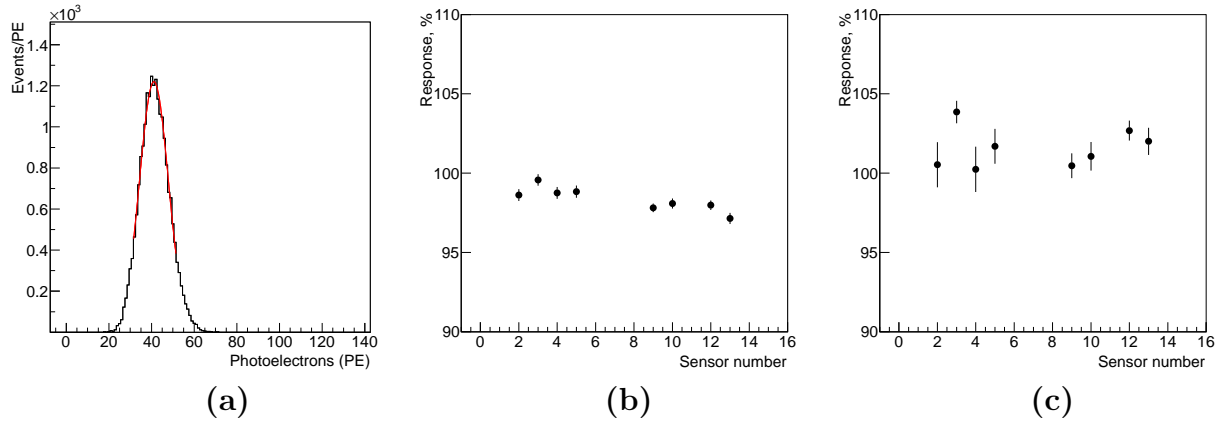 ×10³
Events/PE
1.4
1.2
1
0.8
0.6
0.4
0.2
0 20 40 60 80 100 120 140
Photoelectrons (PE)
(a)
Response, %
110
105
100
95
90
0 2 4 6 8 10 12 14 16
Sensor number
(b)
Response, %
110
105
100
95
90
0 2 4 6 8 10 12 14 16
Sensor number
(c)